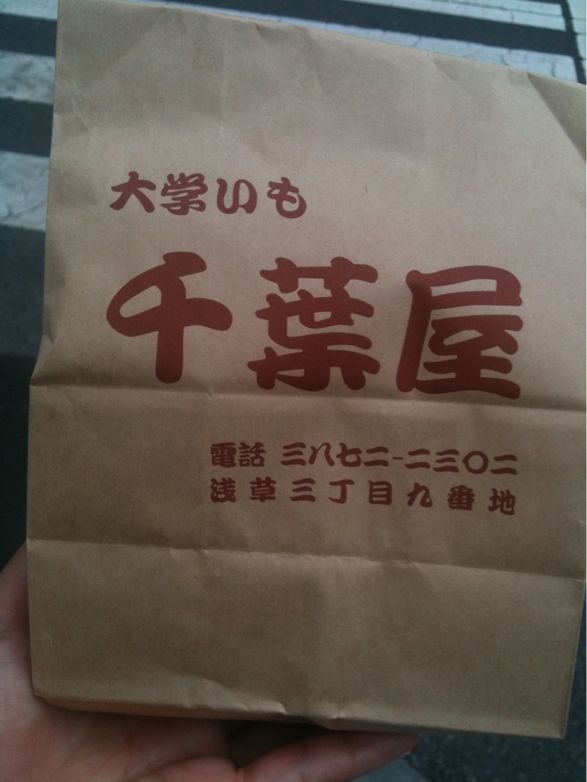 大学いも
千葉屋
電話 三八七二-二三〇二
浅草三丁目九番地